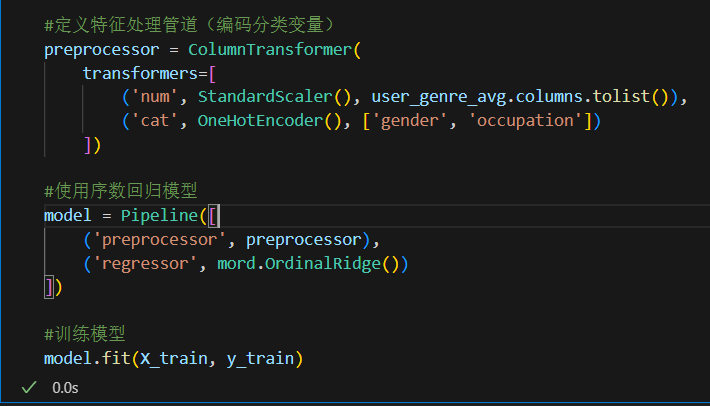 #定义特征处理管道（编码分类变量）
preprocessor = ColumnTransformer(
    transformers=[
        ('num', StandardScaler(), user_genre_avg.columns.tolist()),
        ('cat', OneHotEncoder(), ['gender', 'occupation'])
    ])
#使用序数回归模型
model = Pipeline([
    ('preprocessor', preprocessor),
    ('regressor', mord.OrdinalRidge())
])
#训练模型
model.fit(X_train, y_train)
0.0s